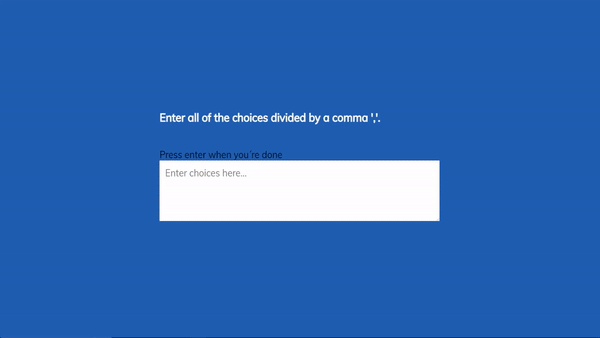 Enter all of the choices divided by a comma ','.
Press enter when you're done
Enter choices here...